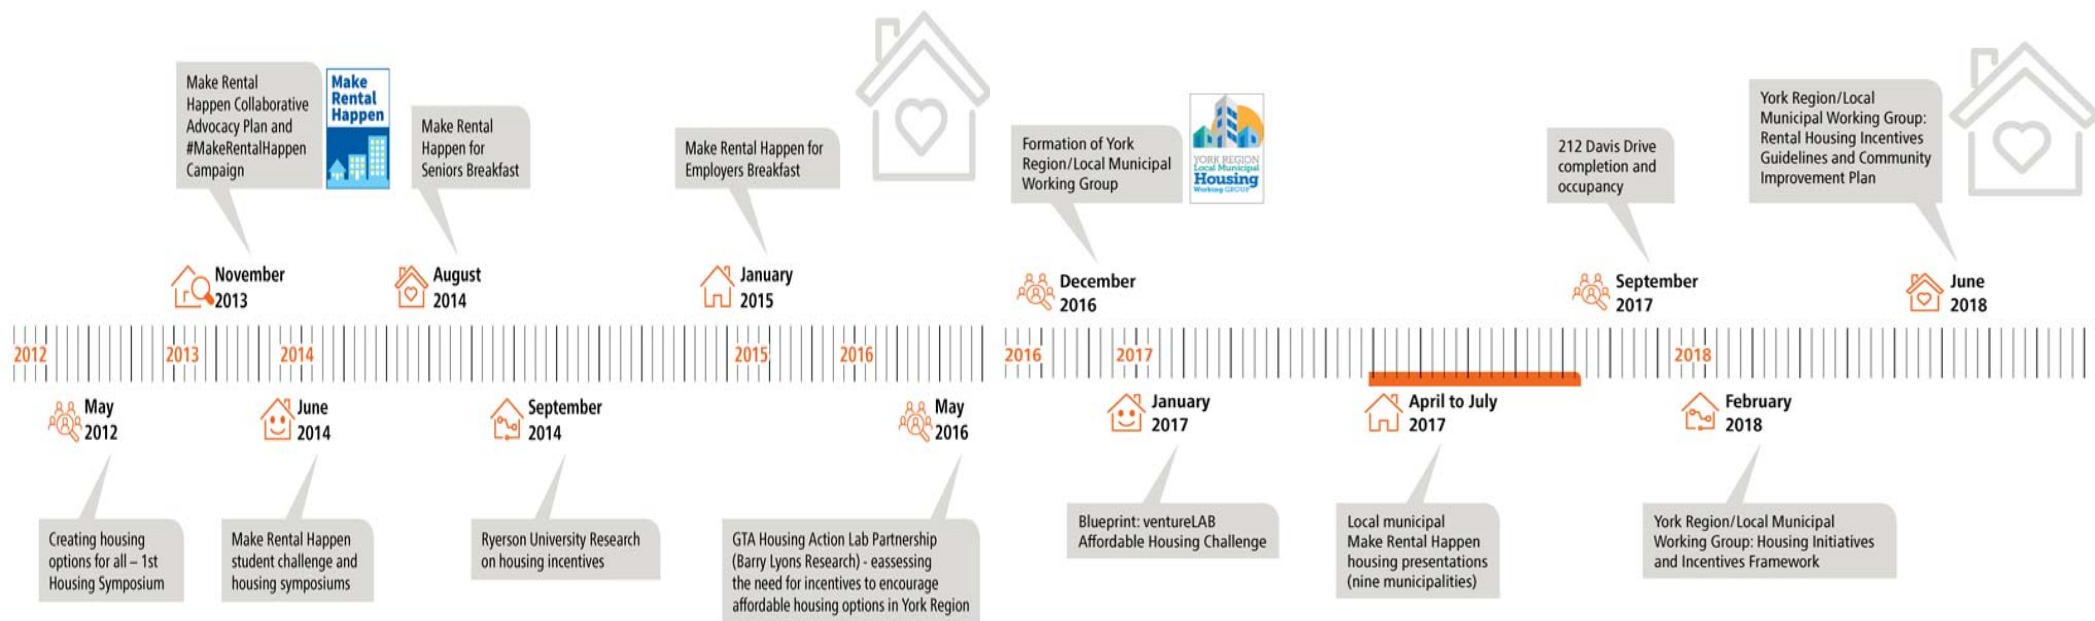 Make Rental
Happen Collaborative
Advocacy Plan and
#MakeRentalHappen
Campaign
Make
Rental
Happen
Make Rental
Happen for
Seniors Breakfast
Make Rental Happen for
Employers Breakfast
Formation of York
Region/Local Municipal
Working Group
YORK REGION
Local Municipal
Housing
Working GROUP
212 Davis Drive
completion and
occupancy
York Region/Local
Municipal Working Group:
Rental Housing Incentives
Guidelines and Community
Improvement Plan
November
2013
August
2014
January
2015
December
2016
September
2017
June
2018
2012
2013
2014
2015
2016
2016
2017
2018
May
2012
June
2014
September
2014
May
2016
January
2017
April to July
2017
February
2018
Creating housing
options for all – 1st
Housing Symposium
Make Rental Happen
student challenge and
housing symposiums
Ryerson University Research
on housing incentives
GTA Housing Action Lab Partnership
(Barry Lyons Research) - eassessing
the need for incentives to encourage
affordable housing options in York Region
Blueprint: ventureLAB
Affordable Housing Challenge
Local municipal
Make Rental Happen
housing presentations
(nine municipalities)
York Region/Local Municipal
Working Group: Housing Initiatives
and Incentives Framework